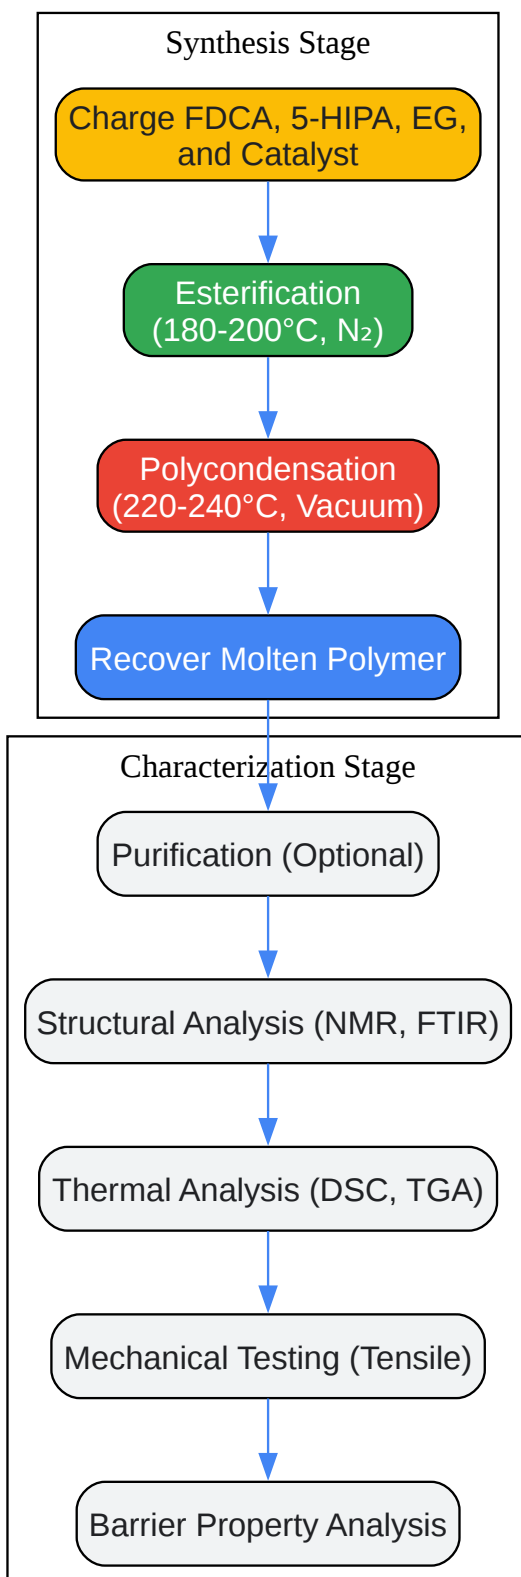 Synthesis Stage
Charge FDCA, 5-HIPA, EG,
and Catalyst
Esterification
(180-200°C, N₂)
Polycondensation
(220-240°C, Vacuum)
Recover Molten Polymer
Characterization Stage
Purification (Optional)
Structural Analysis (NMR, FTIR)
Thermal Analysis (DSC, TGA)
Mechanical Testing (Tensile)
Barrier Property Analysis